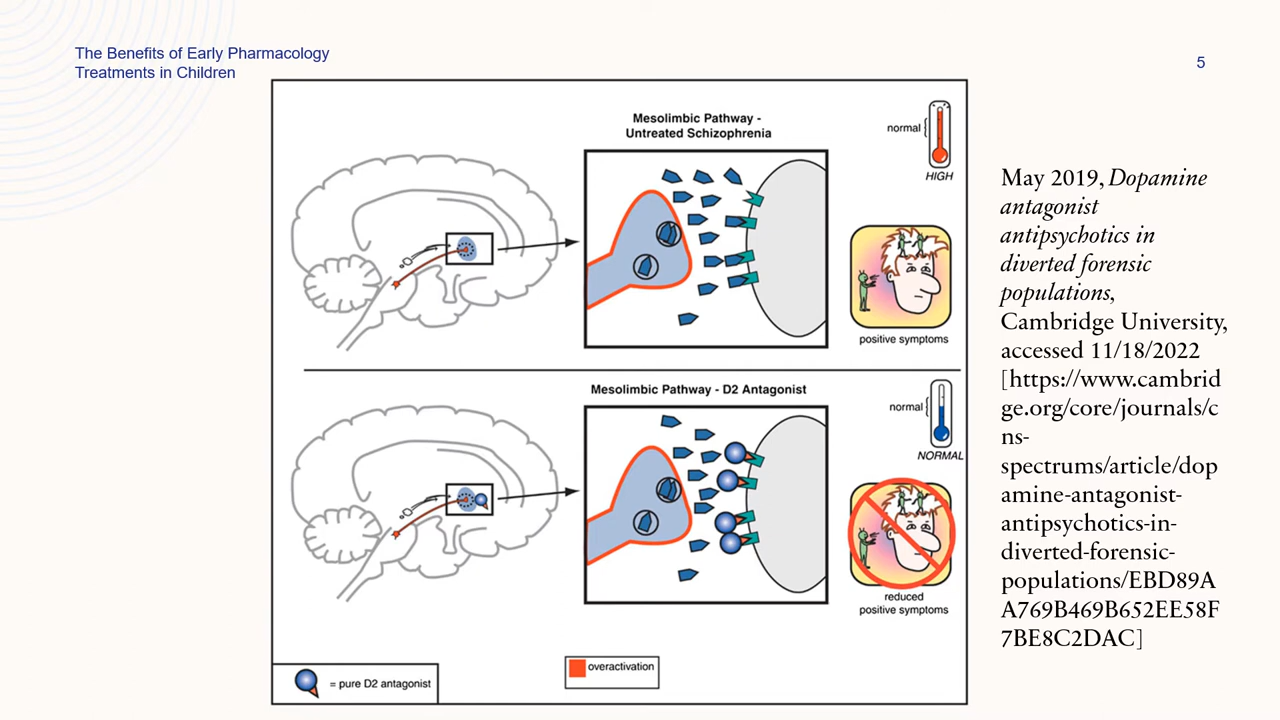 The Benefits of Early Pharmacology
Treatments in Children
5
Mesolimbic Pathway -
Untreated Schizophrenia
normal
HIGH
positive symptoms
Mesolimbic Pathway - D2 Antagonist
normal
NORMAL
reduced
positive symptoms
overactivation
= pure D2 antagonist
May 2019, Dopamine
antagonist
antipsychotics in
diverted forensic
populations,
Cambridge University,
accessed 11/18/2022
[https://www.cambrid
ge.org/core/journals/c
ns-
spectrums/article/dop
amine-antagonist-
antipsychotics-in-
diverted-forensic-
populations/EBD89A
A769B469B652EE58F
7BE8C2DAC]